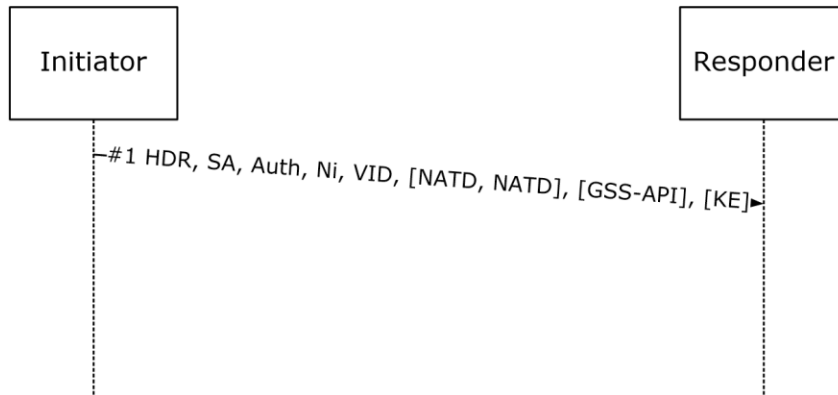 Initiator
Responder
#1 HDR, SA, Auth, Ni, VID, [NATD, NATD], [GSS-API], [KE]